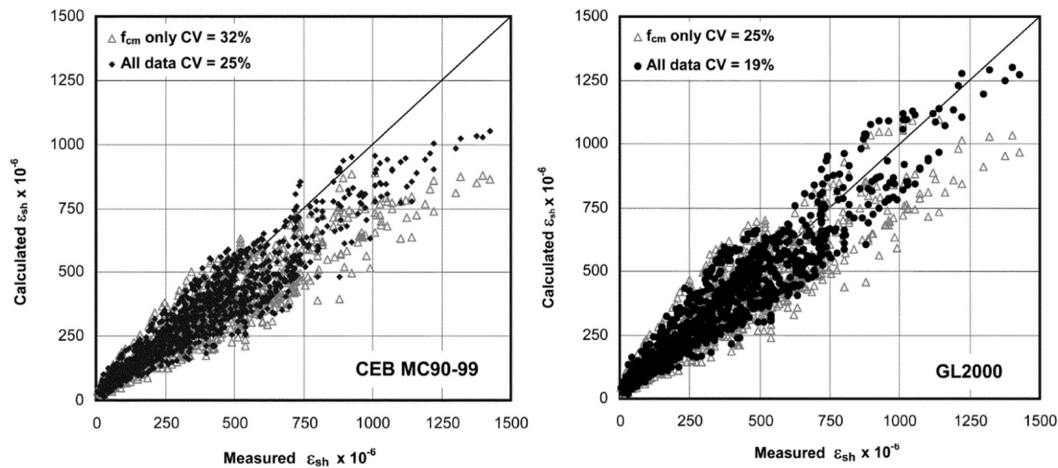 1500
1250
1000
750
500
250
0
Calculated εsh x 10-6
△ fcm only CV = 32%
♦ All data CV = 25%
CEB MC90-99
0 250 500 750 1000 1250 1500
Measured εsh x 10-6
1500
1250
1000
750
500
250
0
Calculated εsh x 10-6
△ fcm only CV = 25%
● All data CV = 19%
GL2000
0 250 500 750 1000 1250 1500
Measured εsh x 10-6